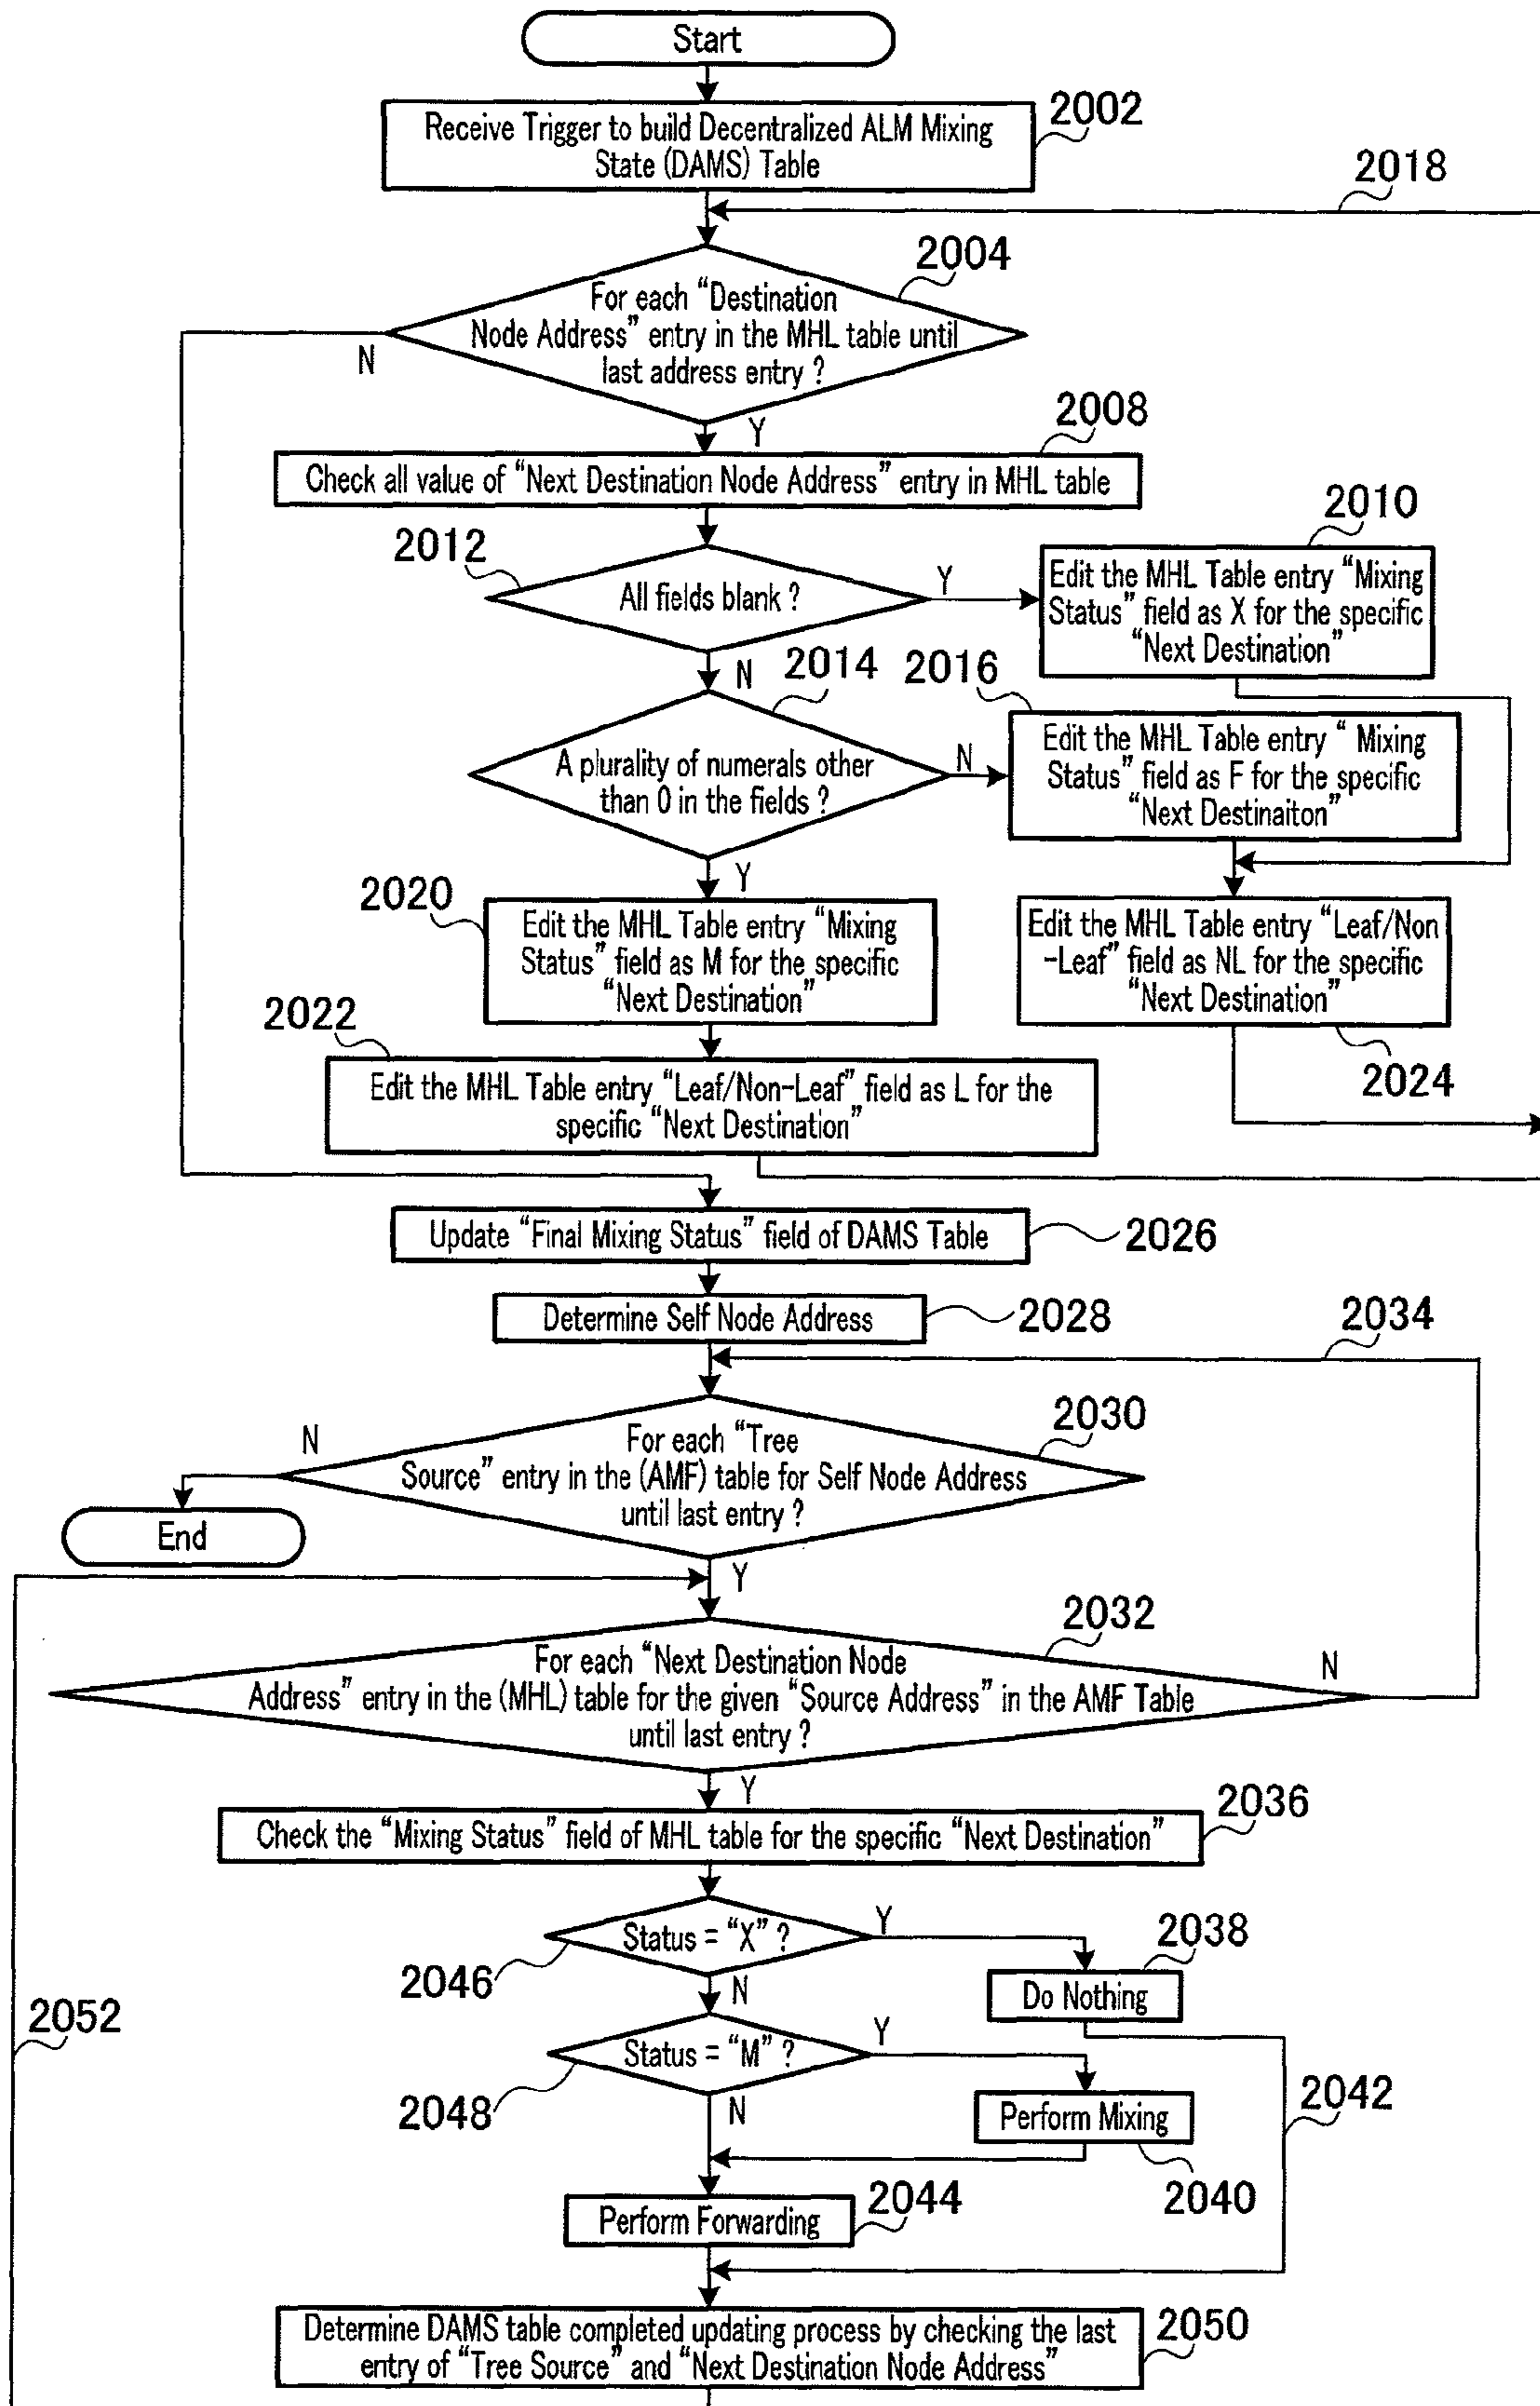 Start
Receive Trigger to build Decentralized ALM Mixing
State (DAMS) Table
2002
2018
2004
For each “Destination
Node Address” entry in the MHL table until
last address entry ?
N
Y
2008
Check all value of “Next Destination Node Address” entry in MHL table
2012
All fields blank ?
Y
2010
Edit the MHL Table entry “Mixing
Status” field as X for the specific
“Next Destination”
N
2014
2016
A plurality of numerals other
than 0 in the fields ?
N
Edit the MHL Table entry “ Mixing
Status” field as F for the specific
“Next Destinaiton”
Y
2020
Edit the MHL Table entry “Mixing
Status” field as M for the specific
“Next Destination”
Edit the MHL Table entry “Leaf/Non
-Leaf” field as NL for the specific
“Next Destination”
2024
2022
Edit the MHL Table entry “Leaf/Non-Leaf” field as L for the
specific “Next Destination”
Update “Final Mixing Status” field of DAMS Table
2026
Determine Self Node Address
2028
2034
2030
For each “Tree
Source” entry in the (AMF) table for Self Node Address
until last entry ?
N
End
Y
2032
For each “Next Destination Node
Address” entry in the (MHL) table for the given “Source Address” in the AMF Table
until last entry ?
N
Y
2036
Check the “Mixing Status” field of MHL table for the specific “Next Destination”
Status = “X” ?
Y
2046
2038
Do Nothing
N
2052
Status = “M” ?
Y
2048
N
Perform Mixing
2042
2040
Perform Forwarding
2044
Determine DAMS table completed updating process by checking the last
entry of “Tree Source” and “Next Destination Node Address”
2050